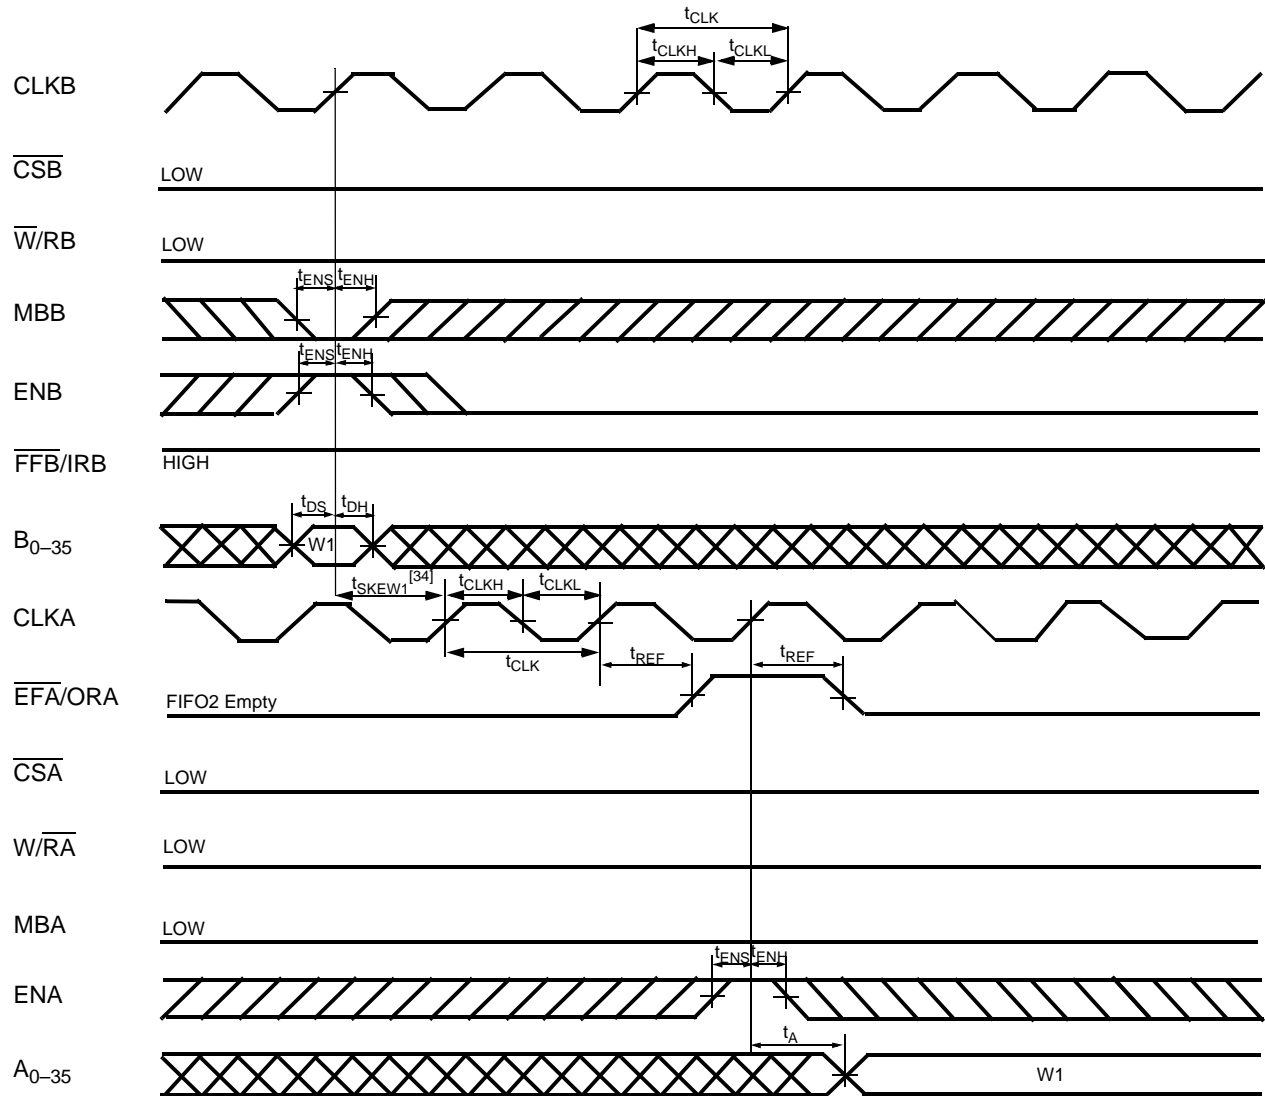 tCLK
tCLKH tCLKL
CLKB
CSB LOW
W/RB LOW
tENS tENH
MBB
tENS tENH
ENB
FFB/IRB HIGH
tDS tDH
B0–35 W1
tSKEW1[34] tCLKH tCLKL
CLKA
tCLK tREF tREF
EFA/ORA FIFO2 Empty
CSA LOW
W/RA LOW
MBA LOW
tENS tENH
ENA
tA
A0–35 W1